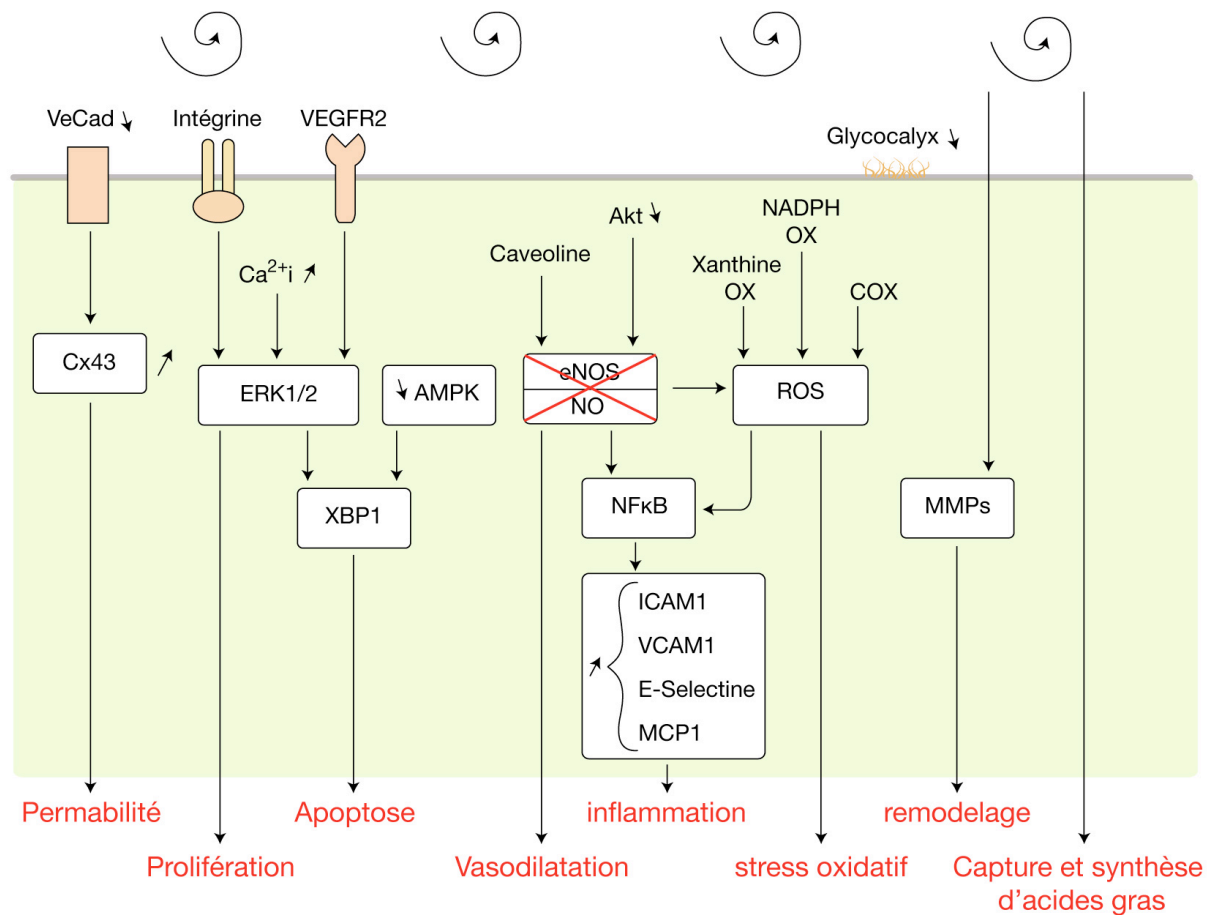 VeCad
Intégrine
VEGFR2
Glycocalyx
Akt
NADPH
OX
Caveoline
Xanthine
OX
Ca²⁺i
COX
Cx43
ERK1/2
AMPK
eNOS
NO
ROS
XBP1
NFκB
MMPs
ICAM1
VCAM1
E-Selectine
MCP1
Permabilité
Apoptose
inflammation
remodelage
Prolifération
Vasodilatation
stress oxidatif
Capture et synthèse
d'acides gras